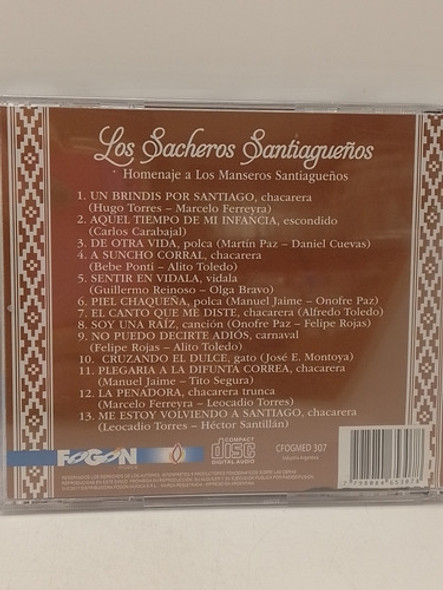 Los Sacheros Santiagueños
Homenaje a Los Manseros Santiagueños
1. UN BRINDIS POR SANTIAGO, chacarera
(Hugo Torres – Marcelo Ferreyra)
2. AQUEL TIEMPO DE MI INFANCIA, escondido
(Carlos Carabajal)
3. DE OTRA VIDA, polca (Martín Paz – Daniel Cuevas)
4. A SUNCHO CORRAL, chacarera
(Bebe Ponti – Alito Toledo)
5. SENTIR EN VIDALA, vidala
(Guillermo Reinoso – Olga Bravo)
6. PIEL CHAQUEÑA, polca (Manuel Jaime – Onofre Paz)
7. EL CANTO QUE ME DISTE, chacarera (Alfredo Toledo)
8. SOY UNA RAÍZ, canción (Onofre Paz – Felipe Rojas)
9. NO PUEDO DECIRTE ADIÓS, carnaval
(Felipe Rojas – Alito Toledo)
10. CRUZANDO EL DULCE, gato (José E. Montoya)
11. PLEGARIA A LA DIFUNTA CORREA, chacarera
(Manuel Jaime – Tito Segura)
12. LA PENADORA, chacarera trunca
(Marcelo Ferreyra – Leocadio Torres)
13. ME ESTOY VOLVIENDO A SANTIAGO, chacarera
(Leocadio Torres – Héctor Santillán)
FOGON
COMPACT
disc
DIGITAL AUDIO
CFOGMED 307
Industria Argentina